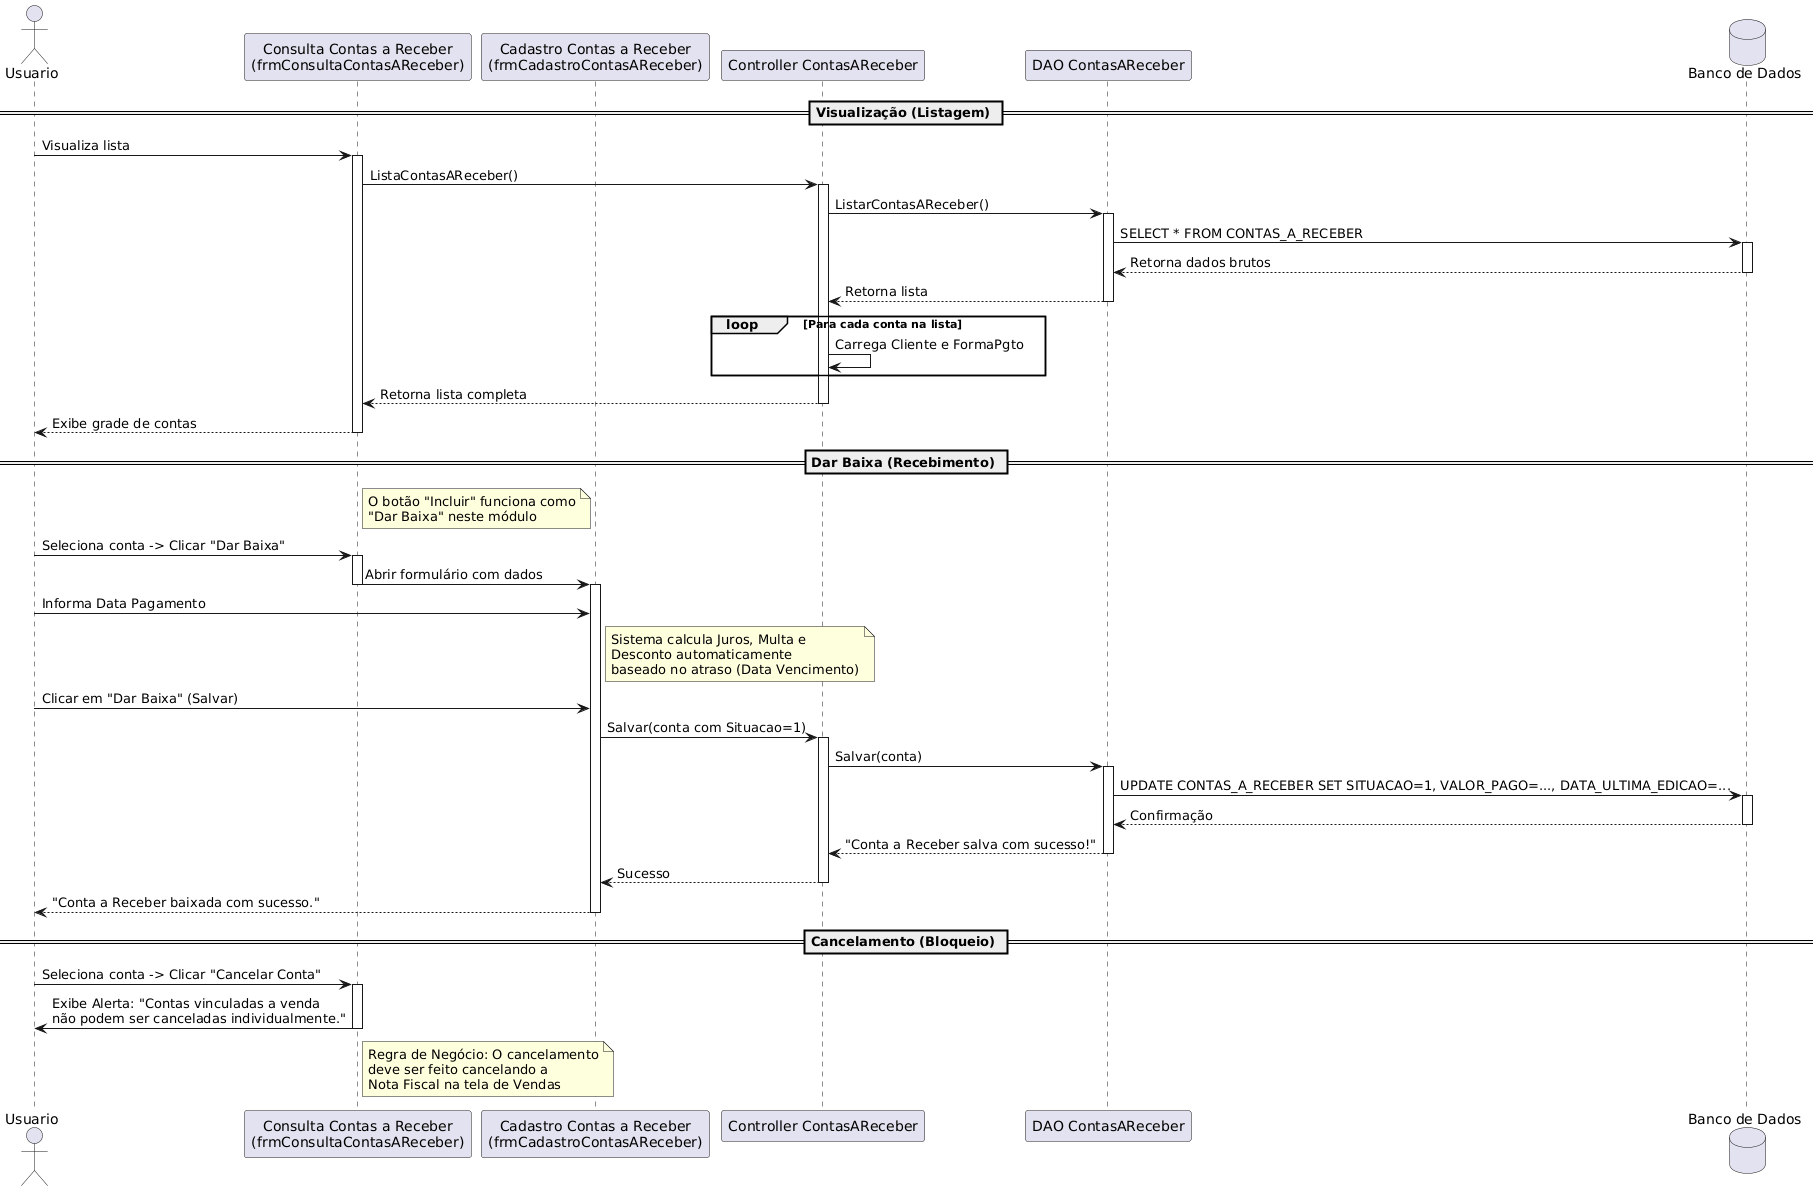 Usuario
Consulta Contas a Receber
(frmConsultaContasAReceber)
Cadastro Contas a Receber
(frmCadastroContasAReceber)
Controller ContasAReceber
DAO ContasAReceber
Banco de Dados
Visualização (Listagem)
Visualiza lista
ListaContasAReceber()
ListarContasAReceber()
SELECT * FROM CONTAS_A_RECEBER
Retorna dados brutos
Retorna lista
loop [Para cada conta na lista]
Carrega Cliente e FormaPgto
Retorna lista completa
Exibe grade de contas
Dar Baixa (Recebimento)
O botão "Incluir" funciona como
"Dar Baixa" neste módulo
Seleciona conta -> Clicar "Dar Baixa"
Abrir formulário com dados
Informa Data Pagamento
Sistema calcula Juros, Multa e
Desconto automaticamente
baseado no atraso (Data Vencimento)
Clicar em "Dar Baixa" (Salvar)
Salvar(conta com Situacao=1)
Salvar(conta)
UPDATE CONTAS_A_RECEBER SET SITUACAO=1, VALOR_PAGO=..., DATA_ULTIMA_EDICAO=...
Confirmação
"Conta a Receber salva com sucesso!"
Sucesso
"Conta a Receber baixada com sucesso."
Cancelamento (Bloqueio)
Seleciona conta -> Clicar "Cancelar Conta"
Exibe Alerta: "Contas vinculadas a venda
não podem ser canceladas individualmente."
Regra de Negócio: O cancelamento
deve ser feito cancelando a
Nota Fiscal na tela de Vendas
Usuario
Consulta Contas a Receber
(frmConsultaContasAReceber)
Cadastro Contas a Receber
(frmCadastroContasAReceber)
Controller ContasAReceber
DAO ContasAReceber
Banco de Dados